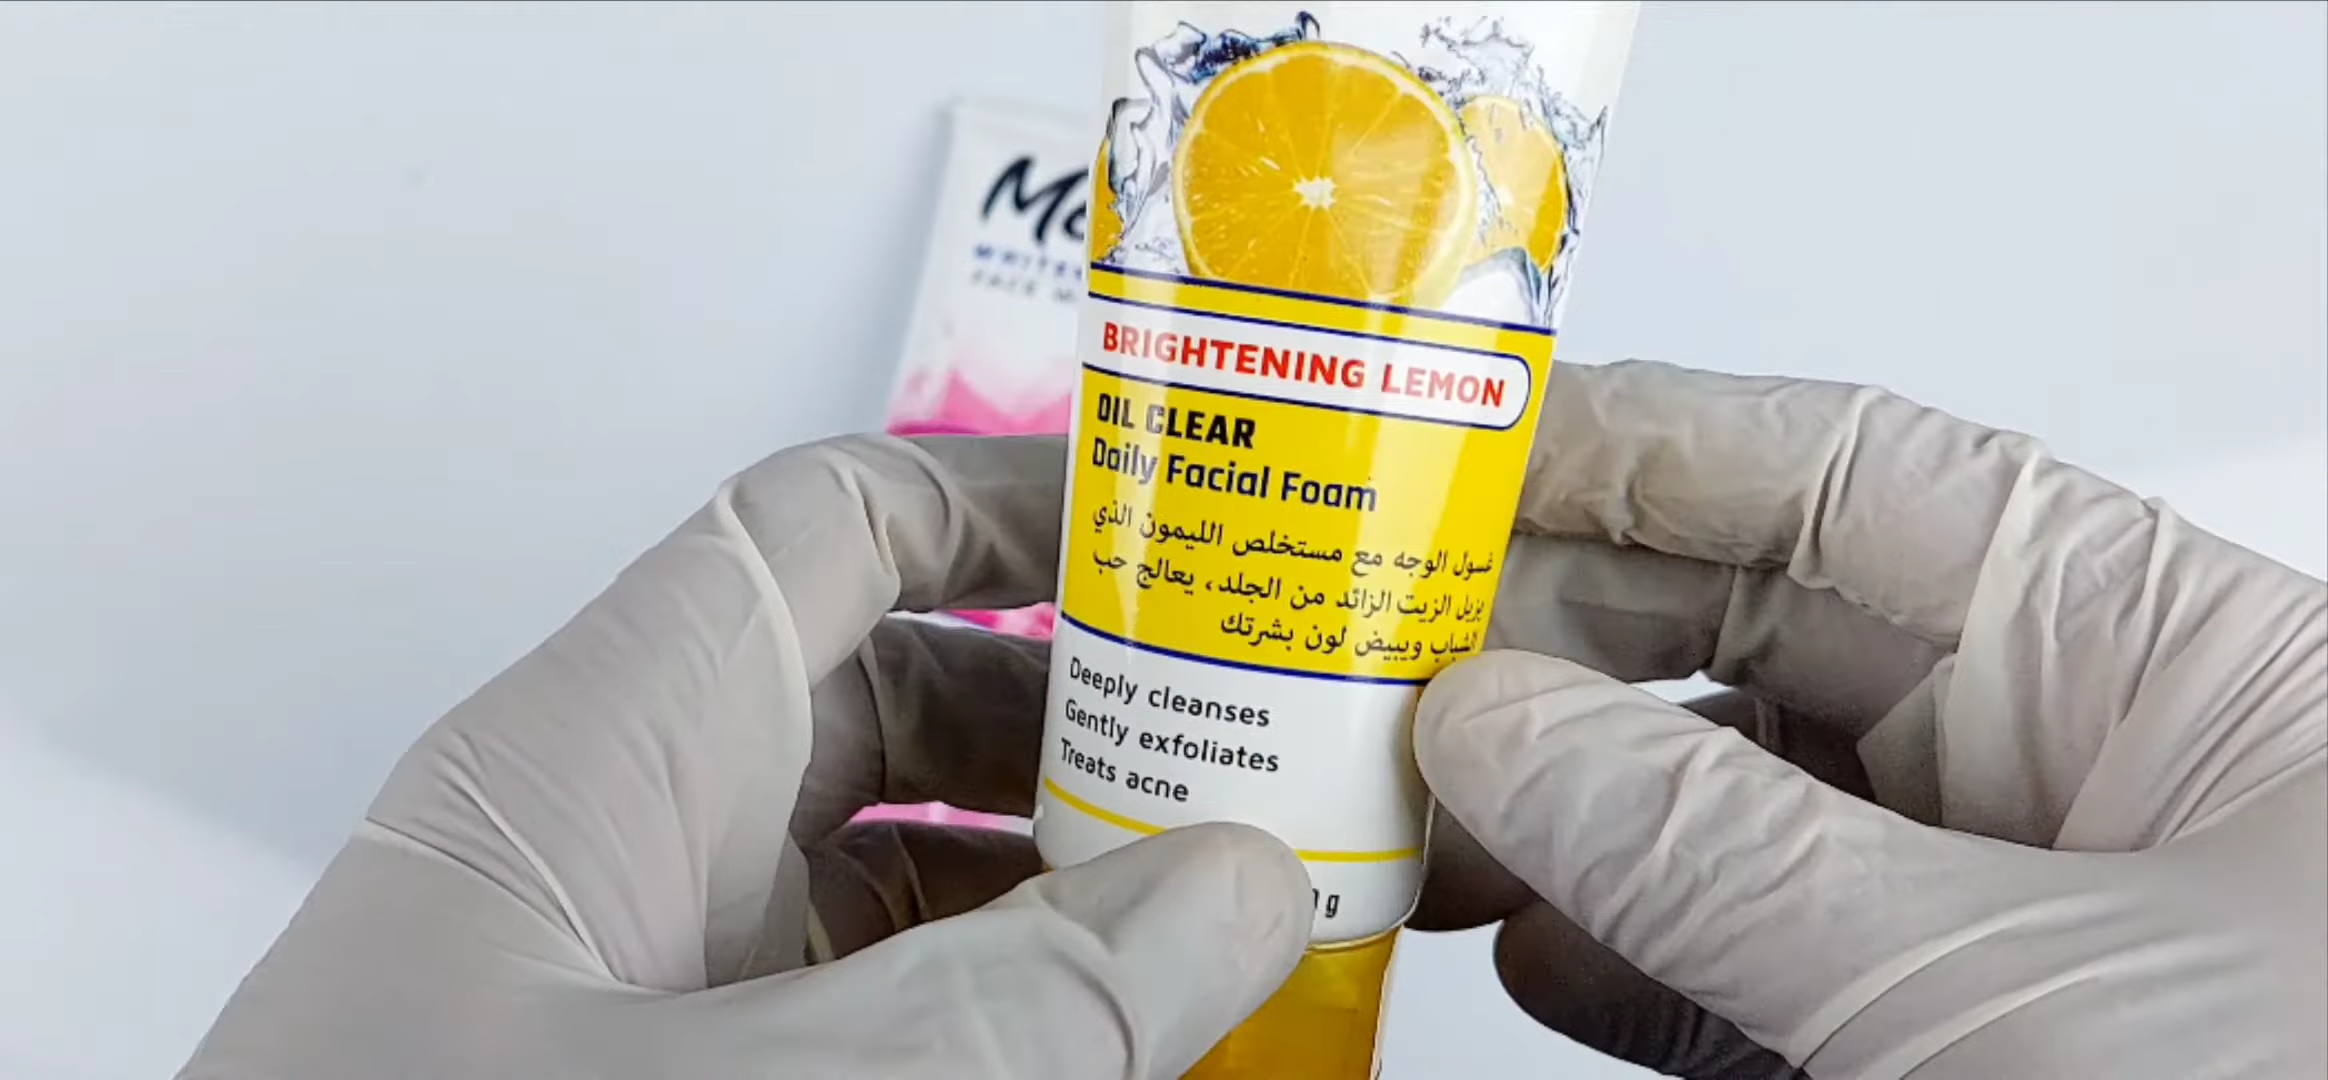 BRIGHTENING LEMON
OIL CLEAR
Daily Facial Foam
غسول الوجه مع مستخلص الليمون الذي
يزيل الزيت الزائد من الجلد، يعالج حب
الشباب ويبيض لون بشرتك
Deeply cleanses
Gently exfoliates
Treats acne
g
FACE